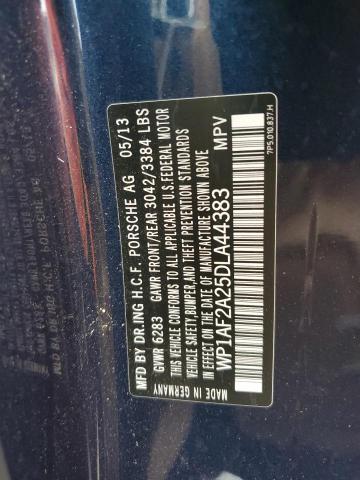 MFD BY DR.ING H.C.F. PORSCHE AG 05/13
GVWR 6283 GAWR FRONT/REAR 3042/3384 LBS
THIS VEHICLE CONFORMS TO ALL APPLICABLE U.S.FEDERAL MOTOR
VEHICLE SAFETY,BUMPER, AND THEFT PREVENTION STANDARDS
IN EFFECT ON THE DATE OF MANUFACTURE SHOWN ABOVE
WP1AF2A25DLA44383 MPV
MADE IN GERMANY
7P5.010.837.H